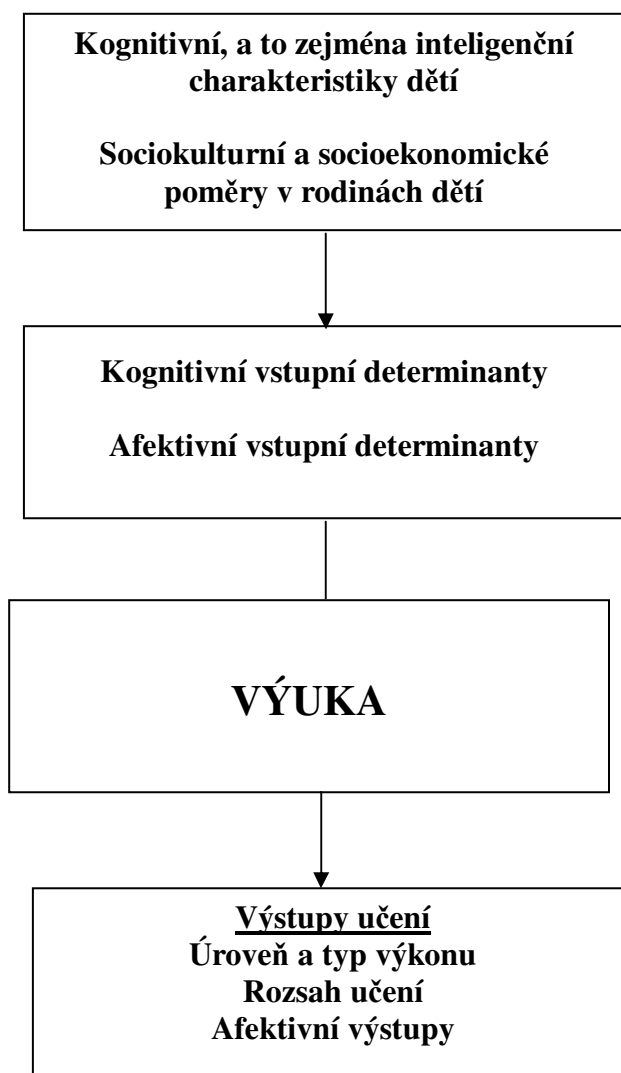 Kognitivní, a to zejména inteligenční
charakteristiky dětí
Sociokulturní a socioekonomické
poměry v rodinách dětí
Kognitivní vstupní determinanty
Afektivní vstupní determinanty
VÝUKA
Výstupy učení
Úroveň a typ výkonu
Rozsah učení
Afektivní výstupy